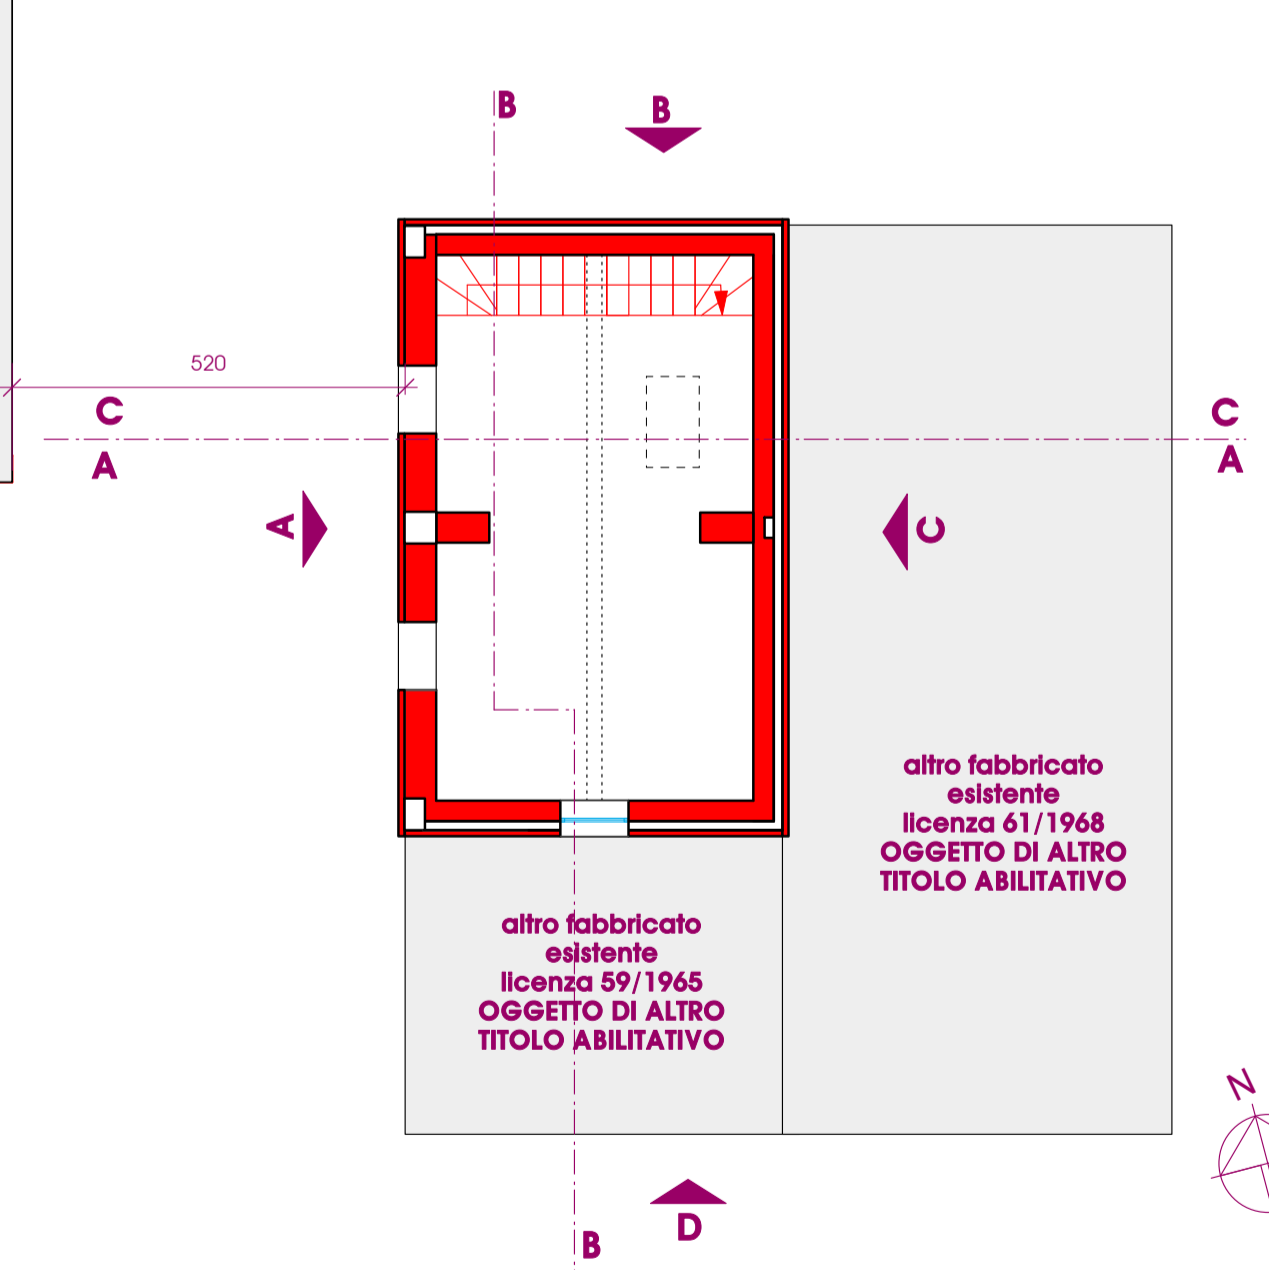 B
B
520
C
C
A
A
A
C
altro fabbricato
esistente
licenza 61/1968
OGGETTO DI ALTRO
TITOLO ABILITATIVO
altro fabbricato
esistente
licenza 59/1965
OGGETTO DI ALTRO
TITOLO ABILITATIVO
N
D
B